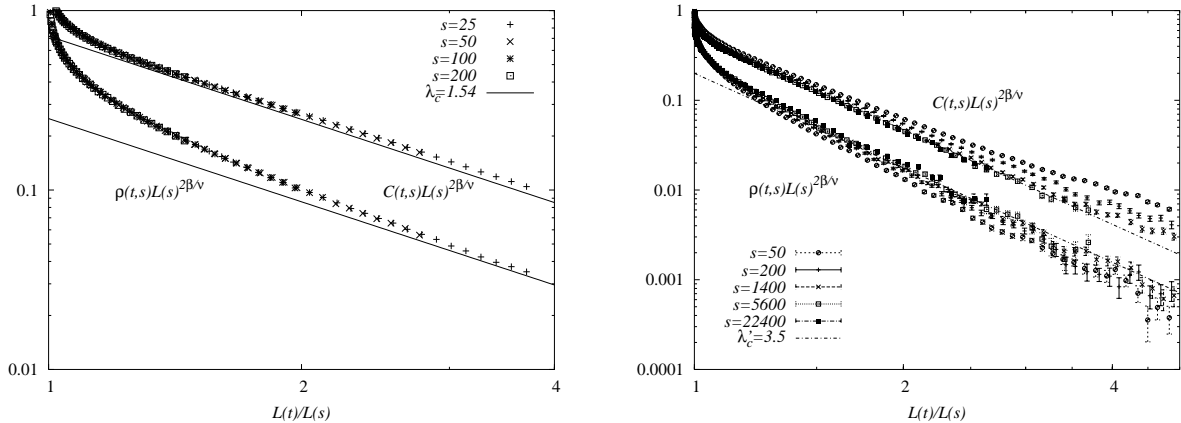 1
0.1
0.01
1
2
4
L(t)/L(s)
s=25
s=50
s=100
s=200
λc=1.54
ρ(t,s)L(s)^2β/ν
C(t,s)L(s)^2β/ν
1
0.1
0.01
0.001
0.0001
1
2
4
L(t)/L(s)
C(t,s)L(s)^2β/ν
ρ(t,s)L(s)^2β/ν
s=50
s=200
s=1400
s=5600
s=22400
λc'=3.5